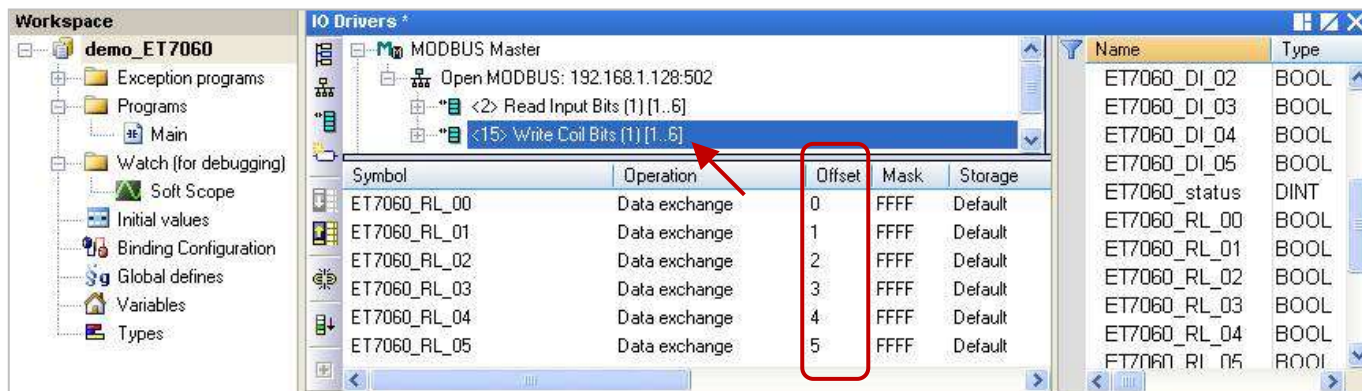 Workspace
demo_ET7060
Exception programs
Programs
Main
Watch (for debugging)
Soft Scope
Initial values
Binding Configuration
Global defines
Variables
Types
IO Drivers *
MODBUS Master
Open MODBUS: 192.168.1.128:502
<2> Read Input Bits (1) [1..6]
<15> Write Coil Bits (1) [1..6]
Symbol Operation Offset Mask Storage
ET7060_RL_00 Data exchange 0 FFFF Default
ET7060_RL_01 Data exchange 1 FFFF Default
ET7060_RL_02 Data exchange 2 FFFF Default
ET7060_RL_03 Data exchange 3 FFFF Default
ET7060_RL_04 Data exchange 4 FFFF Default
ET7060_RL_05 Data exchange 5 FFFF Default
Name Type
ET7060_DI_02 BOOL
ET7060_DI_03 BOOL
ET7060_DI_04 BOOL
ET7060_DI_05 BOOL
ET7060_status DINT
ET7060_RL_00 BOOL
ET7060_RL_01 BOOL
ET7060_RL_02 BOOL
ET7060_RL_03 BOOL
ET7060_RL_04 BOOL
ET7060_RL_05 BOOL